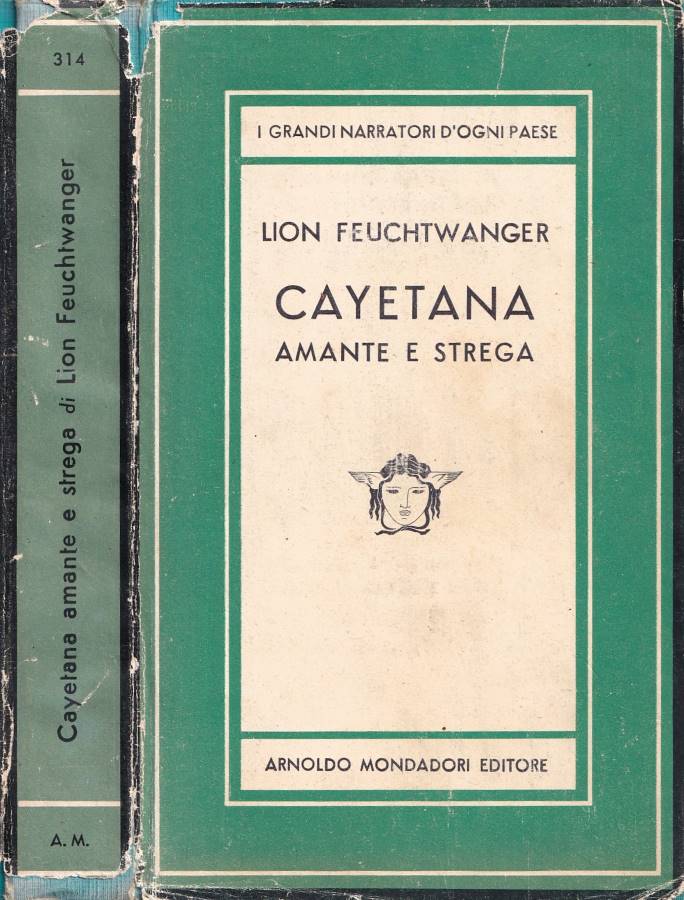 314
Cayetana amante e strega di Lion Feuchtwanger
A. M.
I GRANDI NARRATORI D'OGNI PAESE
LION FEUCHTWANGER
CAYETANA
AMANTE E STREGA
ARNOLDO MONDADORI EDITORE